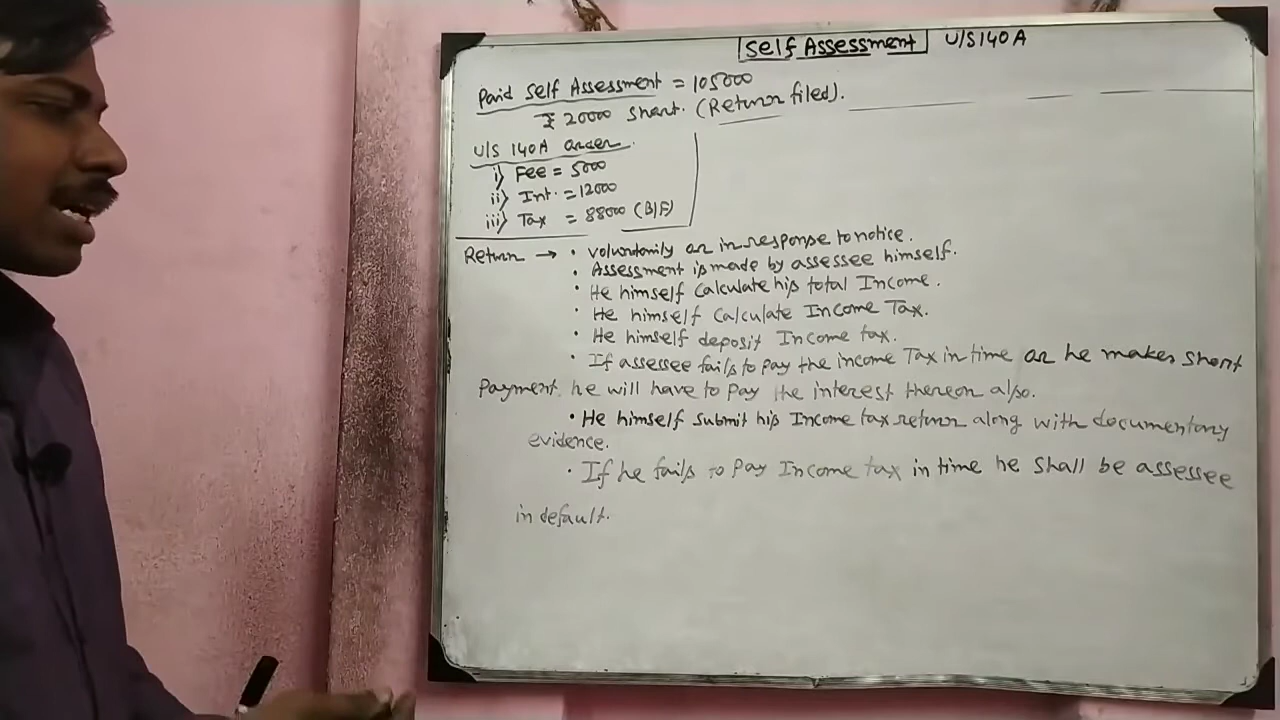 Self Assessment U/S 140A
Paid Self Assessment = 105000
₹ 20000 short. (Return filed).
U/S 140A order
i) Fee = 5000
ii) Int. = 12000
iii) Tax = 88000 (B/F)
Return → • voluntarily or in response to notice.
• Assessment is made by assessee himself.
• He himself calculate his total Income.
• He himself calculate Income Tax.
• He himself deposit Income tax.
• If assessee fails to pay the income Tax in time or he makes short
payment he will have to pay the interest thereon also.
• He himself submit his Income tax return along with documentary
evidence.
• If he fails to pay Income tax in time he shall be assessee
in default.